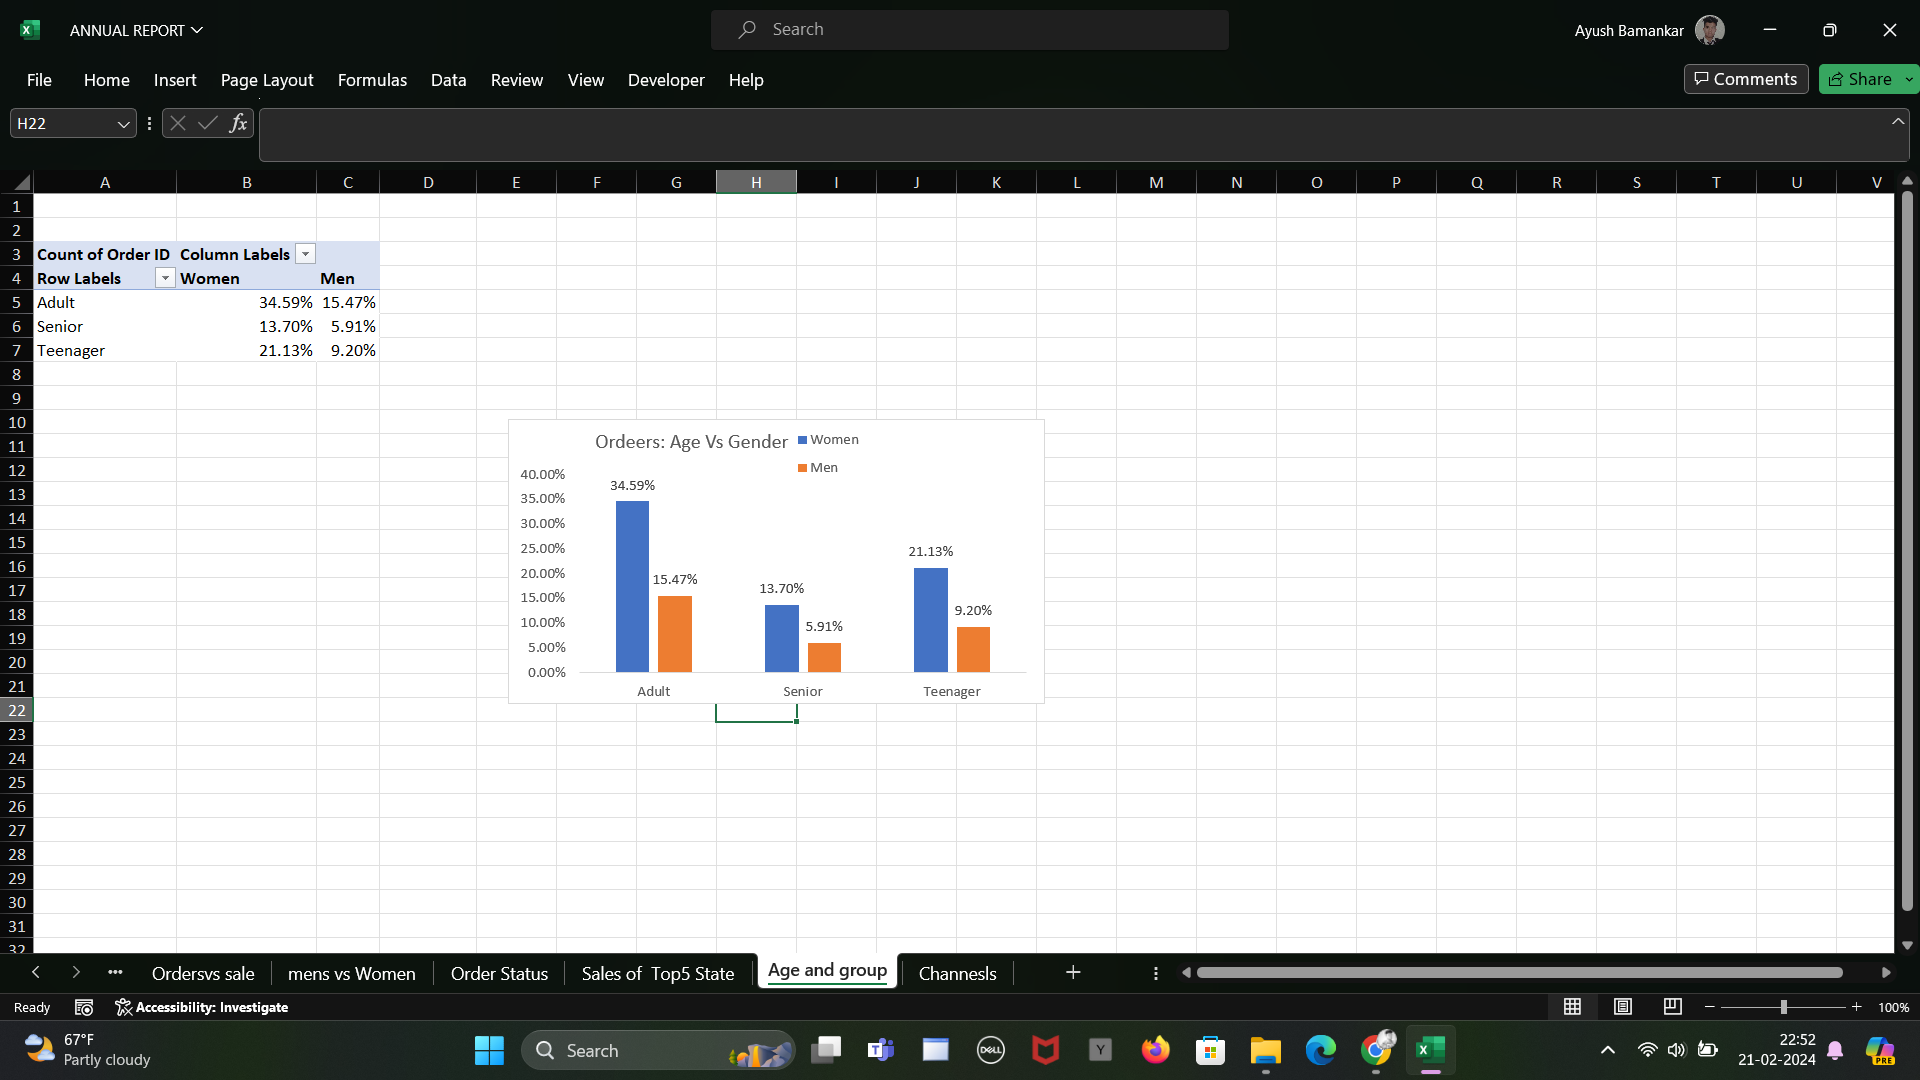 ANNUAL REPORT
Search
Ayush Bamankar
File Home Insert Page Layout Formulas Data Review View Developer Help
Comments Share
H22 fx
A B C D E F G H I J K L M N O P Q R S T U V
1
2
3 Count of Order ID Column Labels
4 Row Labels Women Men
5 Adult 34.59% 15.47%
6 Senior 13.70% 5.91%
7 Teenager 21.13% 9.20%
8
9
10
11
12
13
14
15
16
17
18
19
20
21
22
23
24
25
26
27
28
29
30
31
32
Ordeers: Age Vs Gender
Women
Men
40.00%
35.00%
30.00%
25.00%
20.00%
15.00%
10.00%
5.00%
0.00%
34.59%
15.47%
13.70%
5.91%
21.13%
9.20%
Adult Senior Teenager
Ordersvs sale mens vs Women Order Status Sales of Top5 State Age and group Channesls
Ready Accessibility: Investigate 100%
67°F
Partly cloudy
Search
DELL
Y
22:52
21-02-2024
PRE